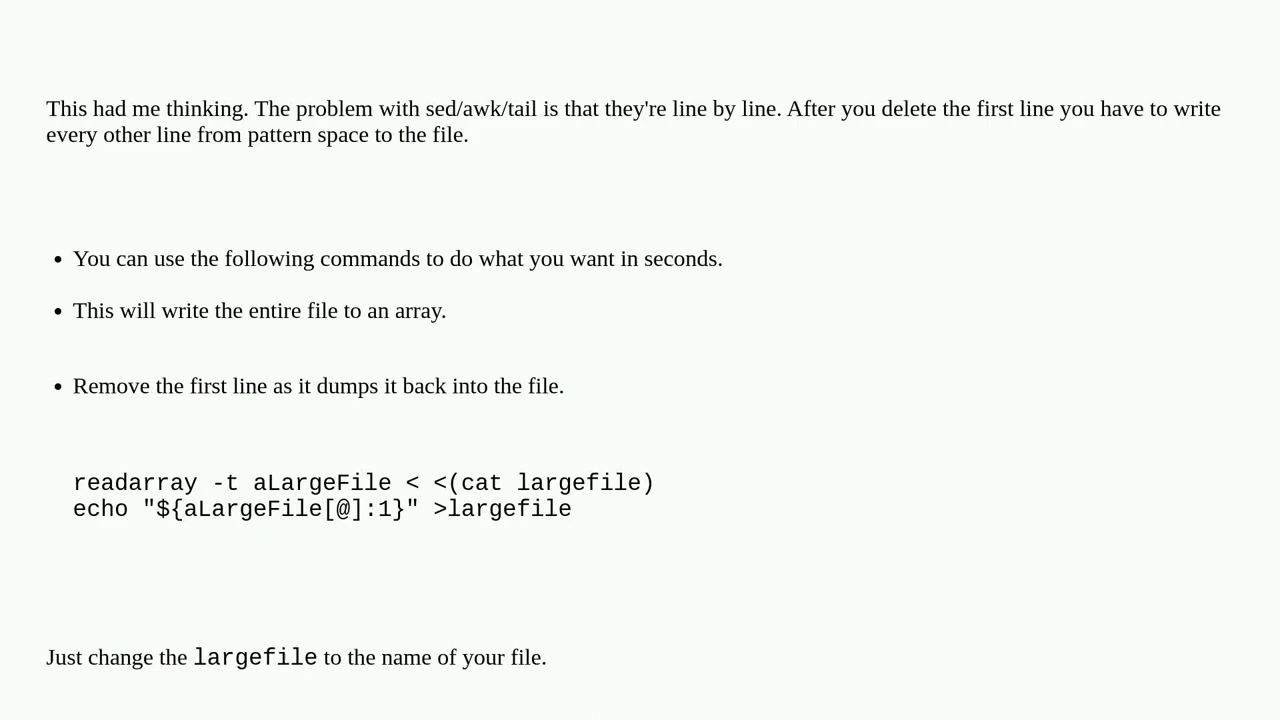 This had me thinking. The problem with sed/awk/tail is that they're line by line. After you delete the first line you have to write
every other line from pattern space to the file.
• You can use the following commands to do what you want in seconds.
• This will write the entire file to an array.
• Remove the first line as it dumps it back into the file.
readarray -t aLargeFile < <(cat largefile)
echo "${aLargeFile[@]:1}" >largefile
Just change the largefile to the name of your file.